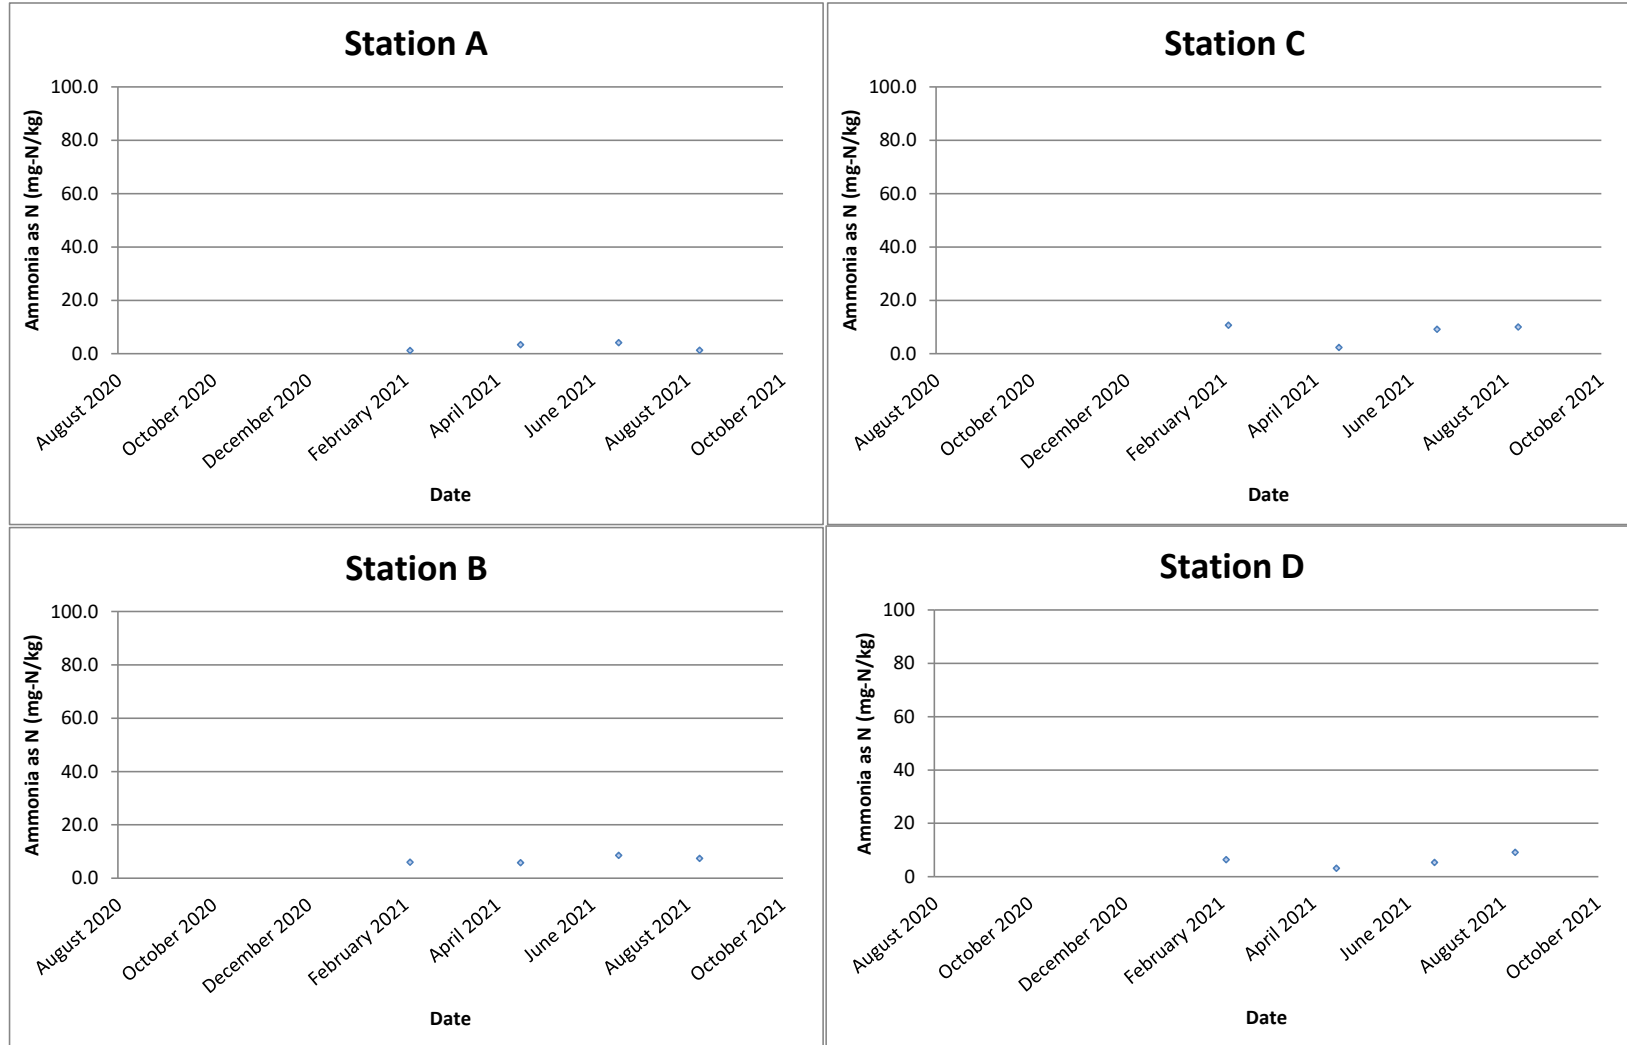 Station A
Ammonia as N (mg-N/kg)
100.0
80.0
60.0
40.0
20.0
0.0
August 2020
October 2020
December 2020
February 2021
April 2021
June 2021
August 2021
October 2021
Date
Station C
Ammonia as N (mg-N/kg)
100.0
80.0
60.0
40.0
20.0
0.0
August 2020
October 2020
December 2020
February 2021
April 2021
June 2021
August 2021
October 2021
Date
Station B
Ammonia as N (mg-N/kg)
100.0
80.0
60.0
40.0
20.0
0.0
August 2020
October 2020
December 2020
February 2021
April 2021
June 2021
August 2021
October 2021
Date
Station D
Ammonia as N (mg-N/kg)
100
80
60
40
20
0
August 2020
October 2020
December 2020
February 2021
April 2021
June 2021
August 2021
October 2021
Date